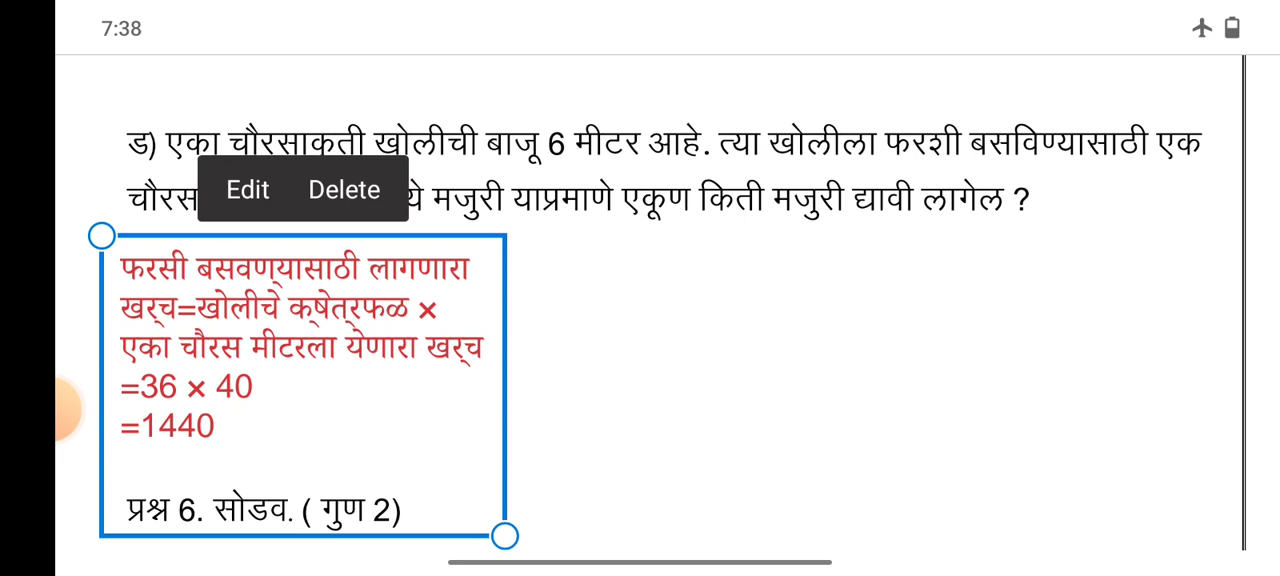 7:38
ड) एका चौरसाकृती खोलीची बाजू 6 मीटर आहे. त्या खोलीला फरशी बसविण्यासाठी एक
चौरस ये मजुरी याप्रमाणे एकूण किती मजुरी द्यावी लागेल ?
Edit Delete
फरसी बसवण्यासाठी लागणारा
खर्च=खोलीचे क्षेत्रफळ ×
एका चौरस मीटरला येणारा खर्च
=36 × 40
=1440
प्रश्न 6. सोडव. ( गुण 2)